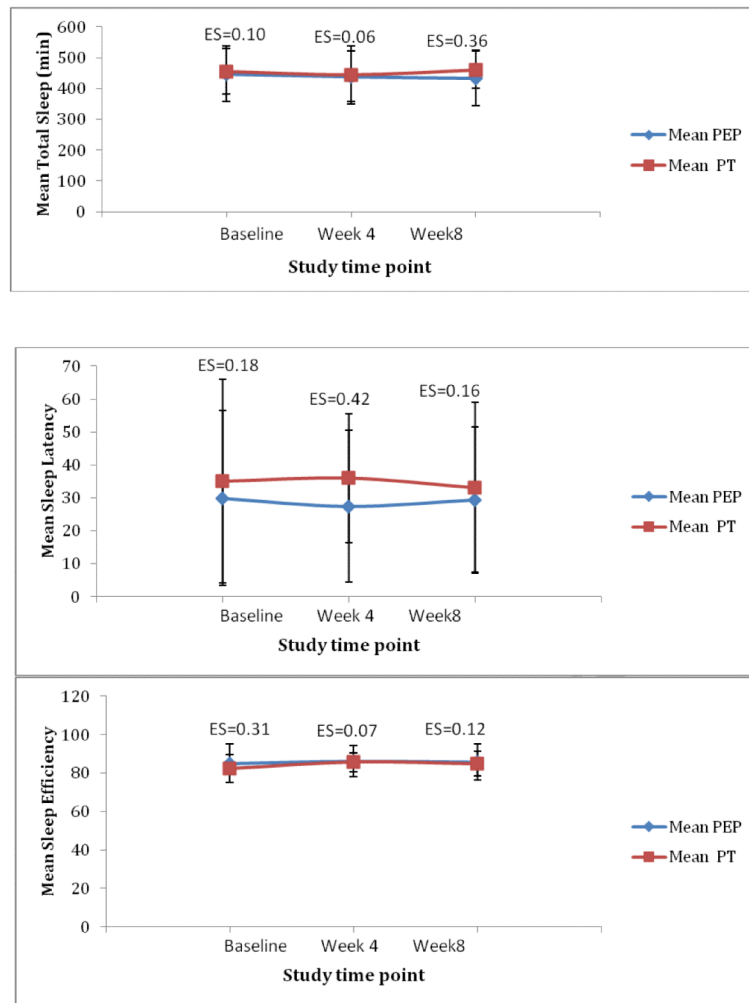 600
500
400
300
200
100
0
Mean Total Sleep (min)
ES=0.10 ES=0.06 ES=0.36
Baseline Week 4 Week8
Study time point
Mean PEP
Mean PT
70
60
50
40
30
20
10
0
Mean Sleep Latency
ES=0.18
ES=0.42 ES=0.16
Baseline Week 4 Week8
Study time point
Mean PEP
Mean PT
120
100
80
60
40
20
0
Mean Sleep Efficiency
ES=0.31 ES=0.07 ES=0.12
Baseline Week 4 Week8
Study time point
Mean PEP
Mean PT